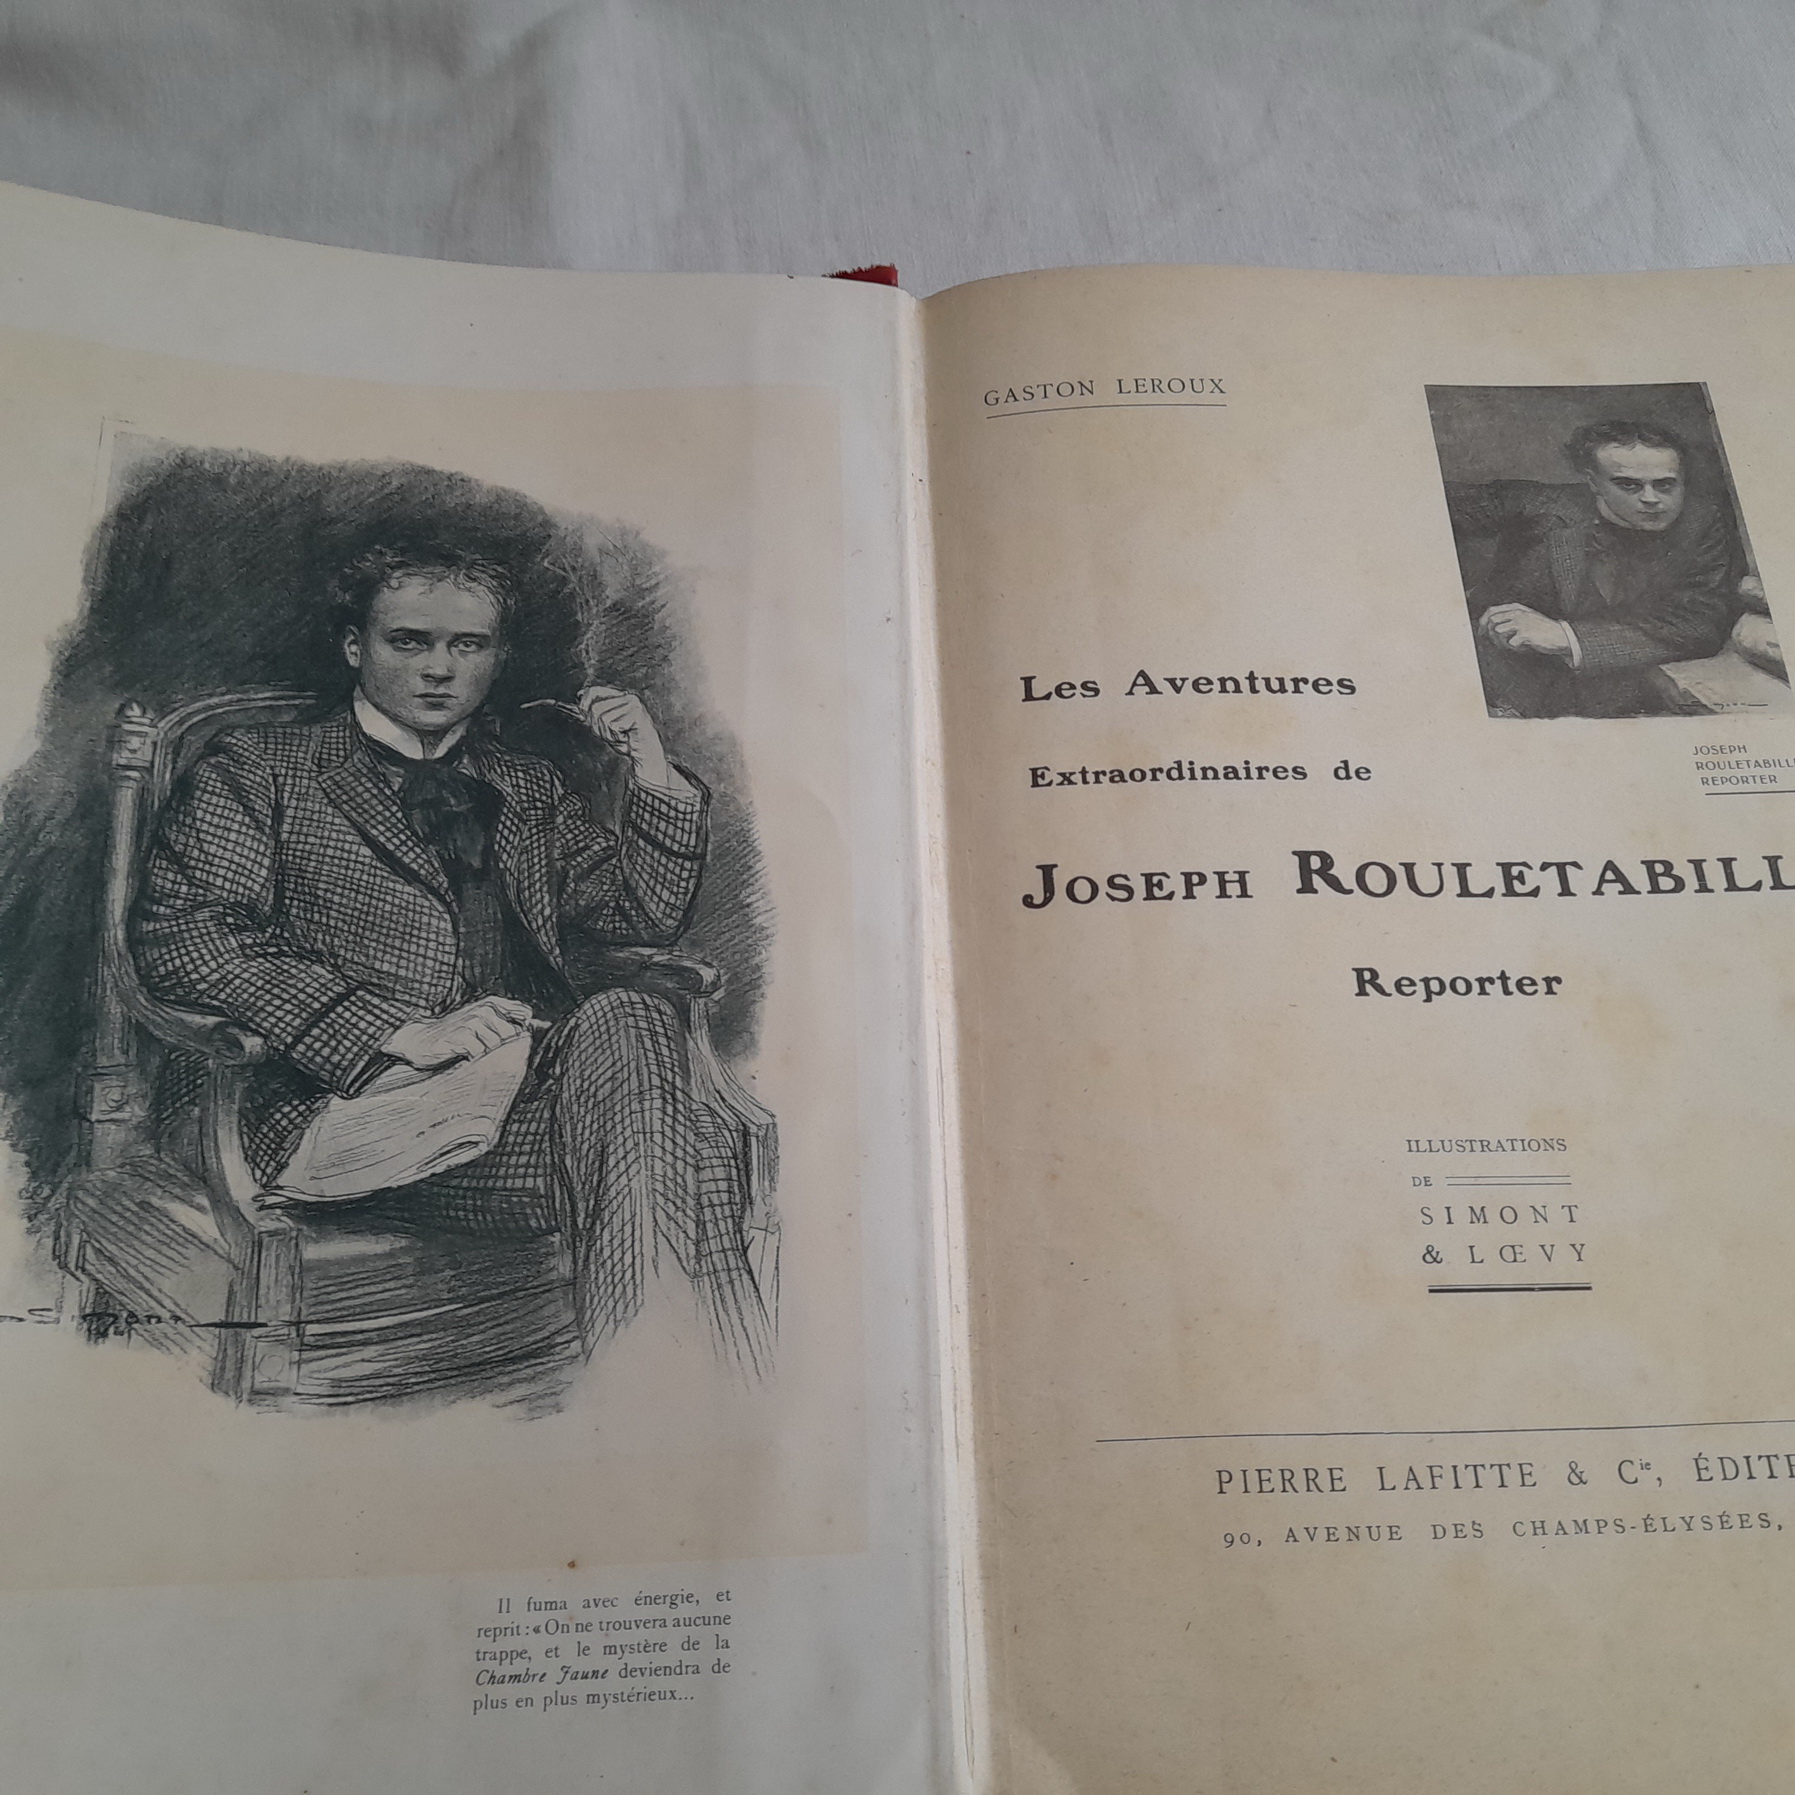 Il fuma avec énergie, et
reprit : « On ne trouvera aucune
trappe, et le mystère de la
Chambre Jaune deviendra de
plus en plus mystérieux...
GASTON LEROUX
JOSEPH
ROULETABILL
REPORTER
Les Aventures
Extraordinaires de
JOSEPH ROULETABILL
Reporter
ILLUSTRATIONS
DE
SIMONT
& LŒVY
PIERRE LAFITTE & Cie, ÉDITE
90, AVENUE DES CHAMPS-ÉLYSÉES,